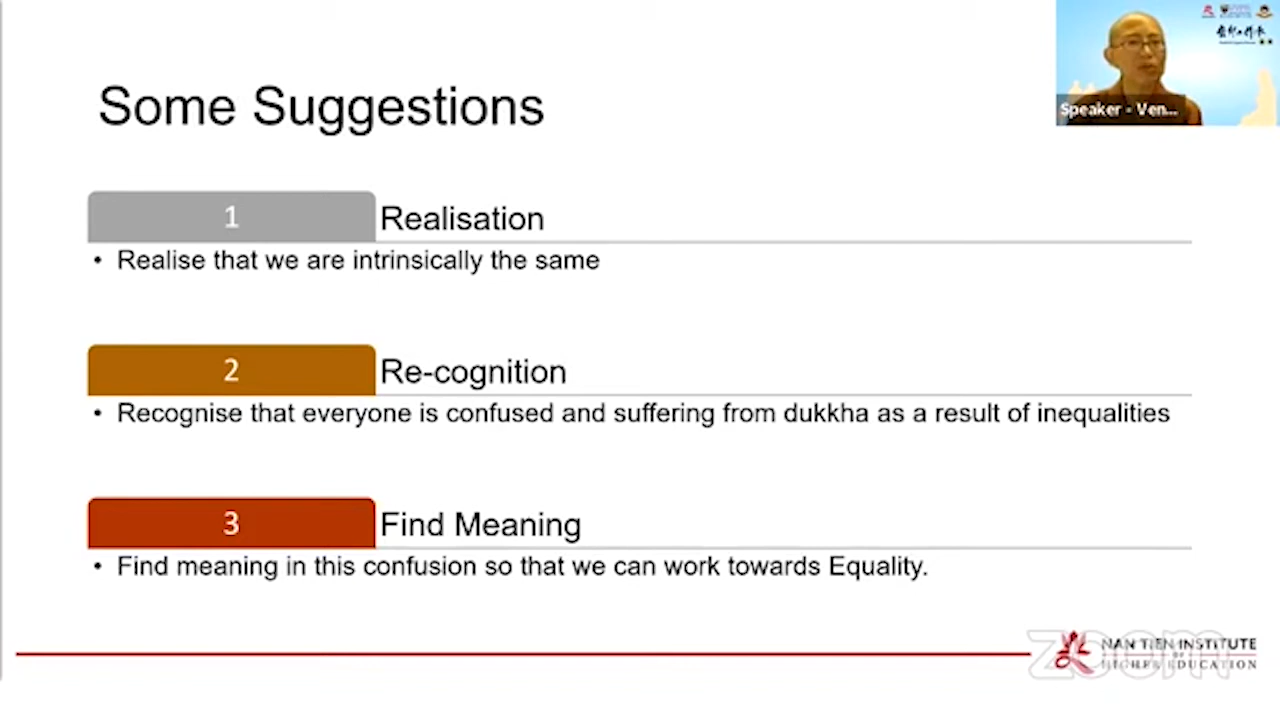 Some Suggestions
Speaker - Ven...
1
Realisation
• Realise that we are intrinsically the same
2
Re-cognition
• Recognise that everyone is confused and suffering from dukkha as a result of inequalities
3
Find Meaning
• Find meaning in this confusion so that we can work towards Equality.
zoom
NAN TIEN INSTITUTE
OF
HIGHER EDUCATION